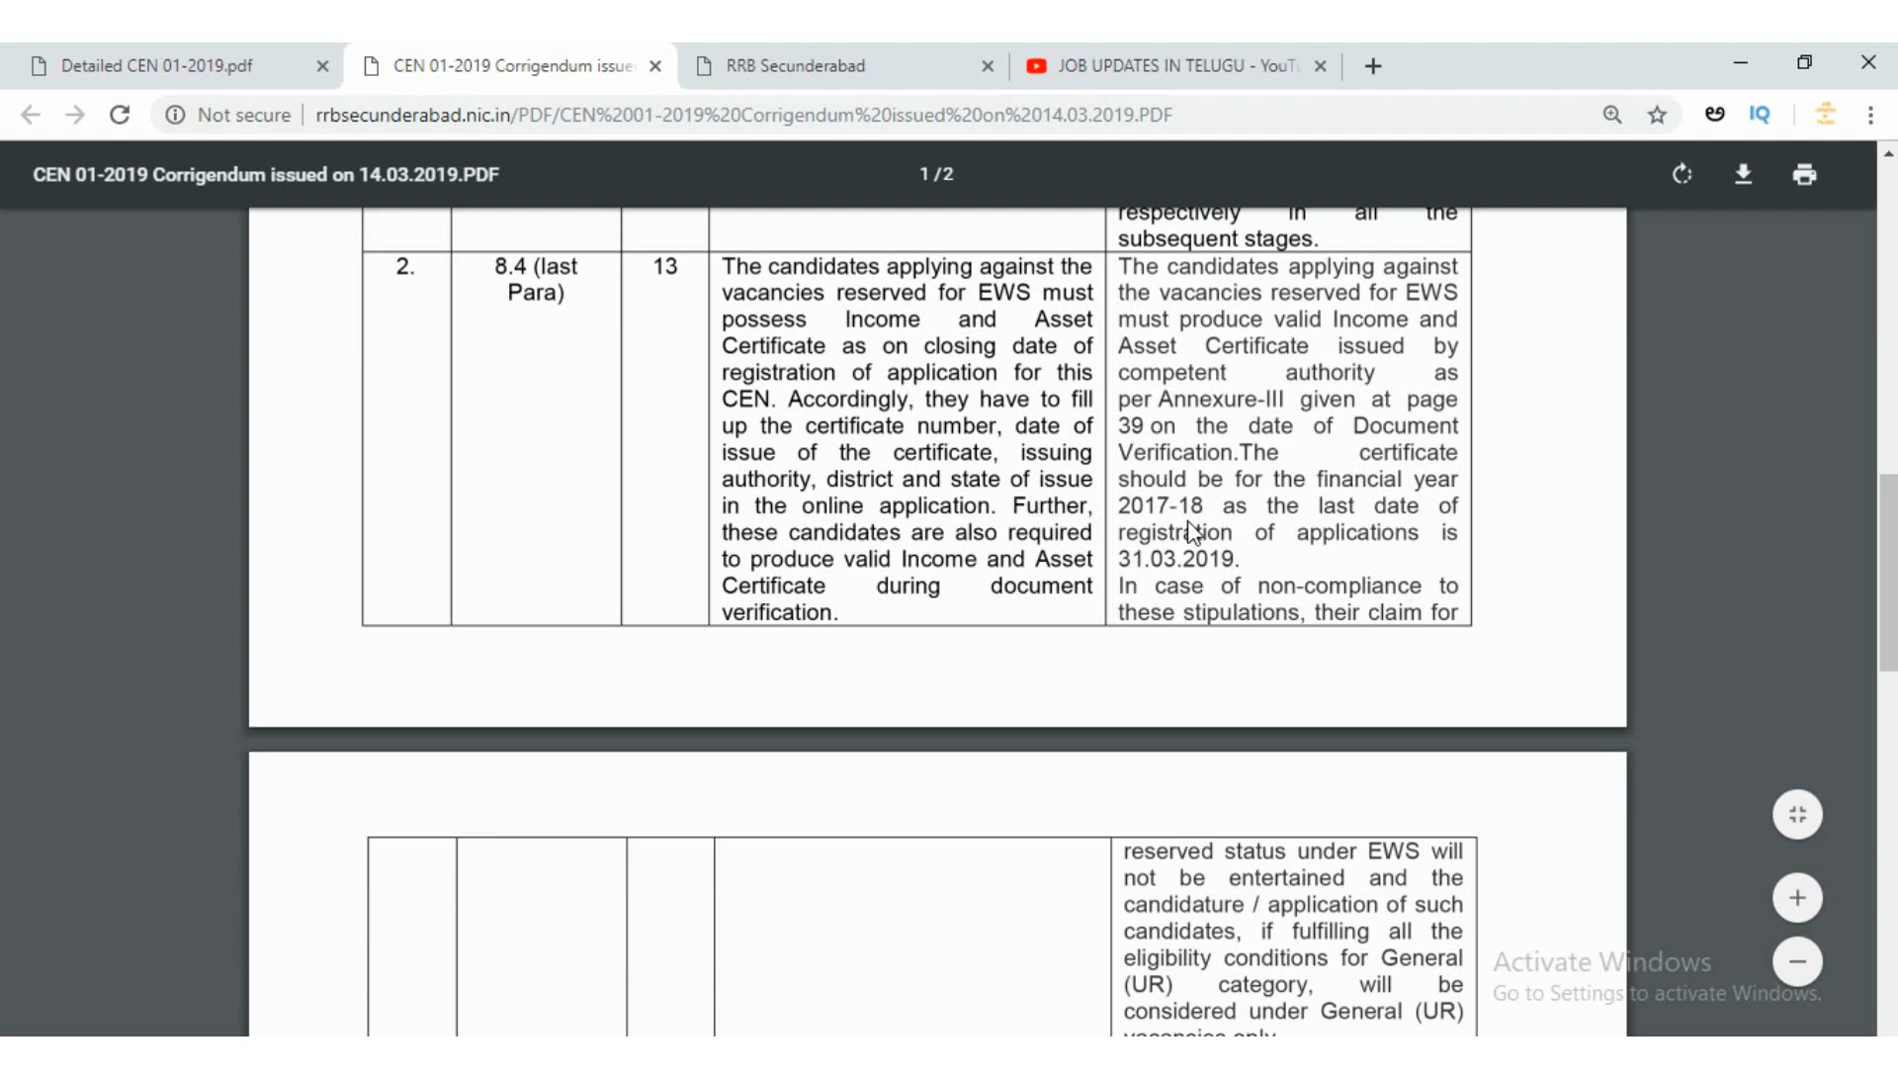 Detailed CEN 01-2019.pdf
CEN 01-2019 Corrigendum issue
RRB Secunderabad
JOB UPDATES IN TELUGU - YouTu
Not secure
rrbsecunderabad.nic.in/PDF/CEN%2001-2019%20Corrigendum%20issued%20on%2014.03.2019.PDF
IQ
CEN 01-2019 Corrigendum issued on 14.03.2019.PDF
1 / 2
respectively in all the
subsequent stages.
2.
8.4 (last
Para)
13
The candidates applying against the
vacancies reserved for EWS must
possess Income and Asset
Certificate as on closing date of
registration of application for this
CEN. Accordingly, they have to fill
up the certificate number, date of
issue of the certificate, issuing
authority, district and state of issue
in the online application. Further,
these candidates are also required
to produce valid Income and Asset
Certificate during document
verification.
The candidates applying against
the vacancies reserved for EWS
must produce valid Income and
Asset Certificate issued by
competent authority as
per Annexure-III given at page
39 on the date of Document
Verification.The certificate
should be for the financial year
2017-18 as the last date of
registration of applications is
31.03.2019.
In case of non-compliance to
these stipulations, their claim for
reserved status under EWS will
not be entertained and the
candidature / application of such
candidates, if fulfilling all the
eligibility conditions for General
(UR) category, will be
considered under General (UR)
vacancies only
Activate Windows
Go to Settings to activate Windows.